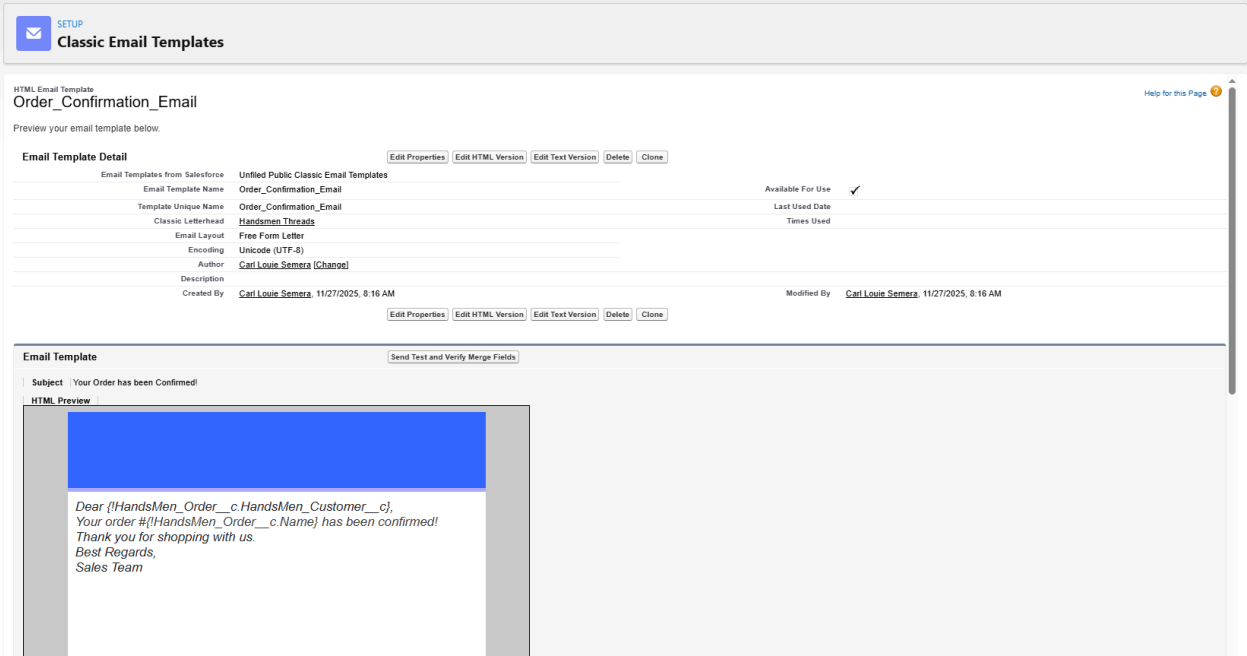 SETUP
Classic Email Templates
HTML Email Template
Order_Confirmation_Email
Help for this Page ?
Preview your email template below.
Email Template Detail
Edit Properties Edit HTML Version Edit Text Version Delete Clone
Email Templates from Salesforce Unfiled Public Classic Email Templates
Email Template Name Order_Confirmation_Email Available For Use ✓
Template Unique Name Order_Confirmation_Email Last Used Date
Classic Letterhead Handsmen Threads Times Used
Email Layout Free Form Letter
Encoding Unicode (UTF-8)
Author Carl Louie Semera [Change]
Description
Created By Carl Louie Semera, 11/27/2025, 8:16 AM Modified By Carl Louie Semera, 11/27/2025, 8:16 AM
Edit Properties Edit HTML Version Edit Text Version Delete Clone
Email Template Send Test and Verify Merge Fields
Subject Your Order has been Confirmed!
HTML Preview
Dear {!HandsMen_Order__c.HandsMen_Customer__c},
Your order #{!HandsMen_Order__c.Name} has been confirmed!
Thank you for shopping with us.
Best Regards,
Sales Team